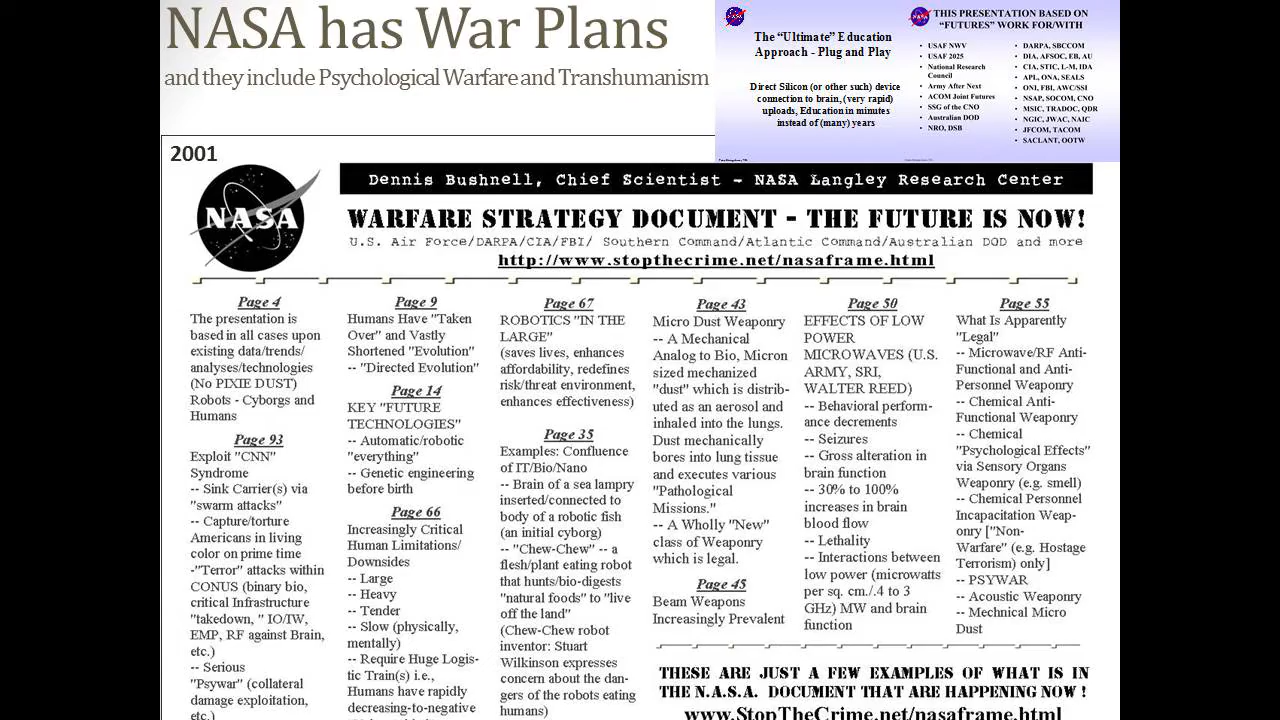 NASA has War Plans
and they include Psychological Warfare and Transhumanism
The "Ultimate" Education
Approach - Plug and Play
Direct Silicon (or other such) device
connection to brain, (very rapid)
uploads, Education in minutes
instead of (many) years
THIS PRESENTATION BASED ON
"FUTURES" WORK FOR/WITH
• USAF NWV
• USAF 2025
• National Research
Council
• Army After Next
• ACOM Joint Futures
• SSG of the CNO
• Australian DOD
• NRO, DSB
• DARPA, SBCCOM
• DIA, AFSOC, EB, AU
• CIA, STIC, L-M, IDA
• APL, ONA, SEALS
• ONI, FBI, AWC/SSI
• NSAP, SOCOM, CNO
• MSIC, TRADOC, QDR
• NGIC, JWAC, NAIC
• JFCOM, TACOM
• SACLANT, OOTW
2001
NASA
Dennis Bushnell, Chief Scientist - NASA Langley Research Center
WARFARE STRATEGY DOCUMENT - THE FUTURE IS NOW!
U.S. Air Force/DARPA/CIA/FBI/ Southern Command/Atlantic Command/Australian DOD and more
http://www.stopthecrime.net/nasaframe.html
Page 4
The presentation is
based in all cases upon
existing data/trends/
analyses/technologies
(No PIXIE DUST)
Robots - Cyborgs and
Humans
Page 93
Exploit "CNN"
Syndrome
-- Sink Carrier(s) via
"swarm attacks"
-- Capture/torture
Americans in living
color on prime time
-"Terror" attacks within
CONUS (binary bio,
critical Infrastructure
"takedown, " IO/IW,
EMP, RF against Brain,
etc.)
-- Serious
"Psywar" (collateral
damage exploitation,
etc.)
Page 9
Humans Have "Taken
Over" and Vastly
Shortened "Evolution"
-- "Directed Evolution"
Page 14
KEY "FUTURE
TECHNOLOGIES"
-- Automatic/robotic
"everything"
-- Genetic engineering
before birth
Page 66
Increasingly Critical
Human Limitations/
Downsides
-- Large
-- Heavy
-- Tender
-- Slow (physically,
mentally)
-- Require Huge Logis-
tic Train(s) i.e.,
Humans have rapidly
decreasing-to-negative
Page 67
ROBOTICS "IN THE
LARGE"
(saves lives, enhances
affordability, redefines
risk/threat environment,
enhances effectiveness)
Page 35
Examples: Confluence
of IT/Bio/Nano
-- Brain of a sea lampry
inserted/connected to
body of a robotic fish
(an initial cyborg)
-- "Chew-Chew" -- a
flesh/plant eating robot
that hunts/bio-digests
"natural foods" to "live
off the land"
(Chew-Chew robot
inventor: Stuart
Wilkinson expresses
concern about the dan-
gers of the robots eating
humans)
Page 43
Micro Dust Weaponry
-- A Mechanical
Analog to Bio, Micron
sized mechanized
"dust" which is distrib-
uted as an aerosol and
inhaled into the lungs.
Dust mechanically
bores into lung tissue
and executes various
"Pathological
Missions."
-- A Wholly "New"
class of Weaponry
which is legal.
Page 45
Beam Weapons
Increasingly Prevalent
Page 50
EFFECTS OF LOW
POWER
MICROWAVES (U.S.
ARMY, SRI,
WALTER REED)
-- Behavioral perform-
ance decrements
-- Seizures
-- Gross alteration in
brain function
-- 30% to 100%
increases in brain
blood flow
-- Lethality
-- Interactions between
low power (microwatts
per sq. cm./.4 to 3
GHz) MW and brain
function
Page 55
What Is Apparently
"Legal"
-- Microwave/RF Anti-
Functional and Anti-
Personnel Weaponry
-- Chemical Anti-
Functional Weaponry
-- Chemical
"Psychological Effects"
via Sensory Organs
Weaponry (e.g. smell)
-- Chemical Personnel
Incapacitation Weap-
onry ["Non-
Warfare" (e.g. Hostage
Terrorism) only]
-- PSYWAR
-- Acoustic Weaponry
-- Mechnical Micro
Dust
THESE ARE JUST A FEW EXAMPLES OF WHAT IS IN
THE N.A.S.A. DOCUMENT THAT ARE HAPPENING NOW !
www.StopTheCrime.net/nasaframe.html